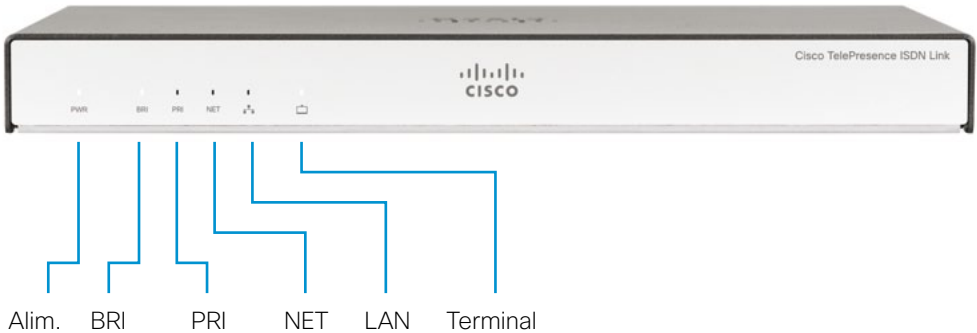 Cisco TelePresence ISDN Link
CISCO
PWR BRI PRI NET
Alim. BRI PRI NET LAN Terminal